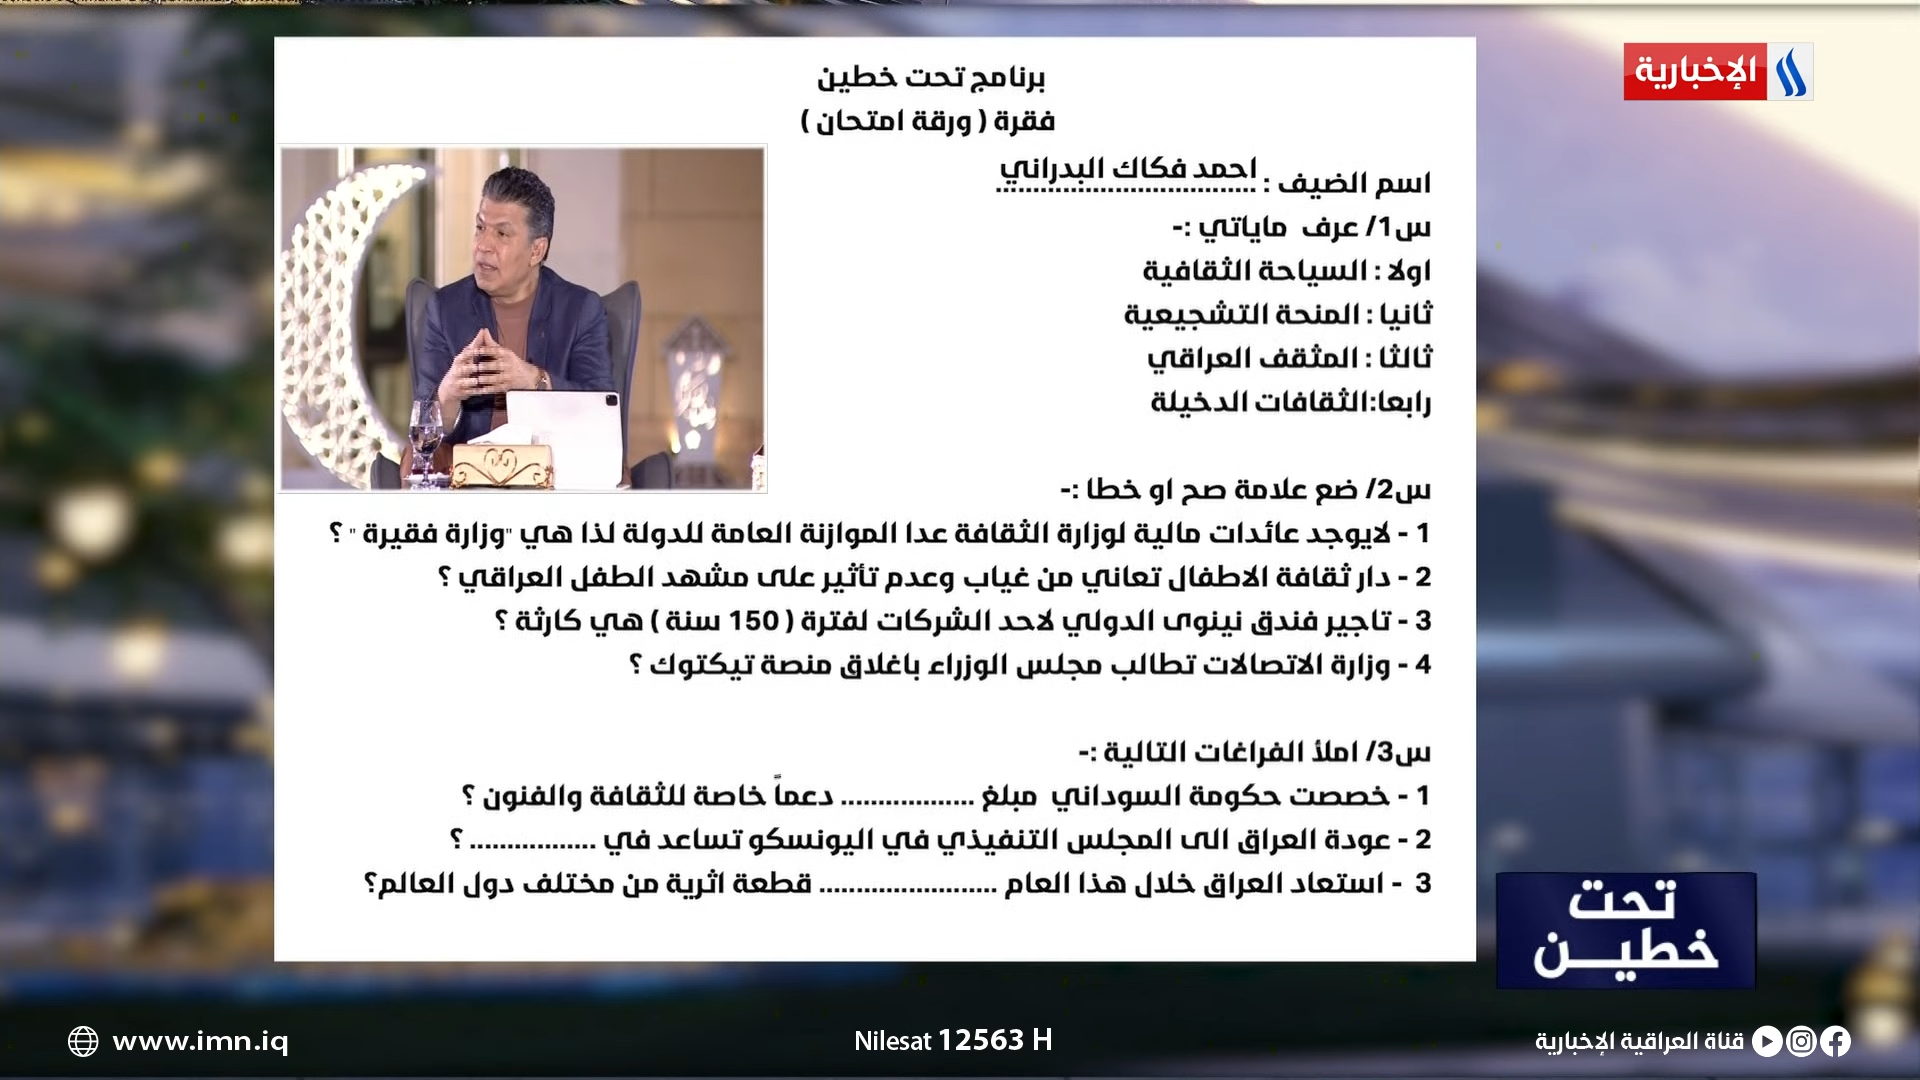 الإخبارية
برنامج تحت خطين
فقرة ( ورقة امتحان )
اسم الضيف : احمد فكاك البدراني
س1/ عرف ماياتي :-
اولا : السياحة الثقافية
ثانيا : المنحة التشجيعية
ثالثا : المثقف العراقي
رابعا:الثقافات الدخيلة
س2/ ضع علامة صح او خطا :-
1 - لايوجد عائدات مالية لوزارة الثقافة عدا الموازنة العامة للدولة لذا هي "وزارة فقيرة " ؟
2 - دار ثقافة الاطفال تعاني من غياب وعدم تأثير على مشهد الطفل العراقي ؟
3 - تاجير فندق نينوى الدولي لاحد الشركات لفترة ( 150 سنة ) هي كارثة ؟
4 - وزارة الاتصالات تطالب مجلس الوزراء باغلاق منصة تيكتوك ؟
س3/ املأ الفراغات التالية :-
1 - خصصت حكومة السوداني مبلغ .................. دعماً خاصة للثقافة والفنون ؟
2 - عودة العراق الى المجلس التنفيذي في اليونسكو تساعد في ................. ؟
3 - استعاد العراق خلال هذا العام ........................ قطعة اثرية من مختلف دول العالم؟
تحت
خطيـــن
www.imn.iq
Nilesat 12563 H
قناة العراقية الإخبارية